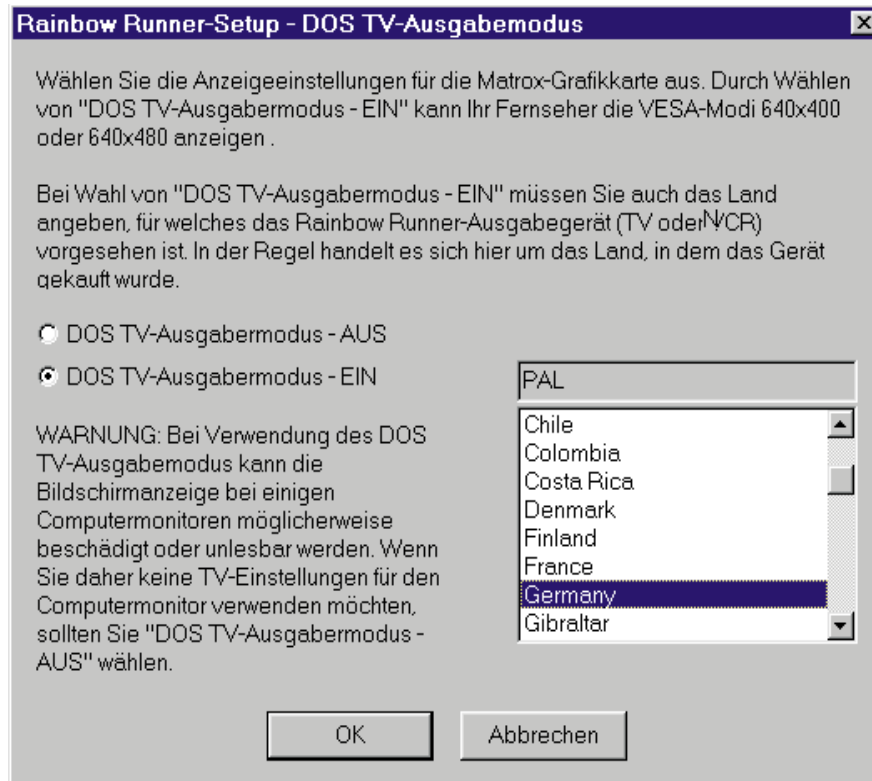 Rainbow Runner-Setup - DOS TV-Ausgabemodus
Wählen Sie die Anzeigeeinstellungen für die Matrox-Grafikkarte aus. Durch Wählen
von "DOS TV-Ausgabermodus - EIN" kann Ihr Fernseher die VESA-Modi 640x400
oder 640x480 anzeigen .
Bei Wahl von "DOS TV-Ausgabermodus - EIN" müssen Sie auch das Land
angeben, für welches das Rainbow Runner-Ausgabegerät (TV oderN/CR)
vorgesehen ist. In der Regel handelt es sich hier um das Land, in dem das Gerät
gekauft wurde.
DOS TV-Ausgabermodus - AUS
DOS TV-Ausgabermodus - EIN
WARNUNG: Bei Verwendung des DOS
TV-Ausgabemodus kann die
Bildschirmanzeige bei einigen
Computermonitoren möglicherweise
beschädigt oder unlesbar werden. Wenn
Sie daher keine TV-Einstellungen für den
Computermonitor verwenden möchten,
sollten Sie "DOS TV-Ausgabermodus -
AUS" wählen.
PAL
Chile
Colombia
Costa Rica
Denmark
Finland
France
Germany
Gibraltar
OK
Abbrechen